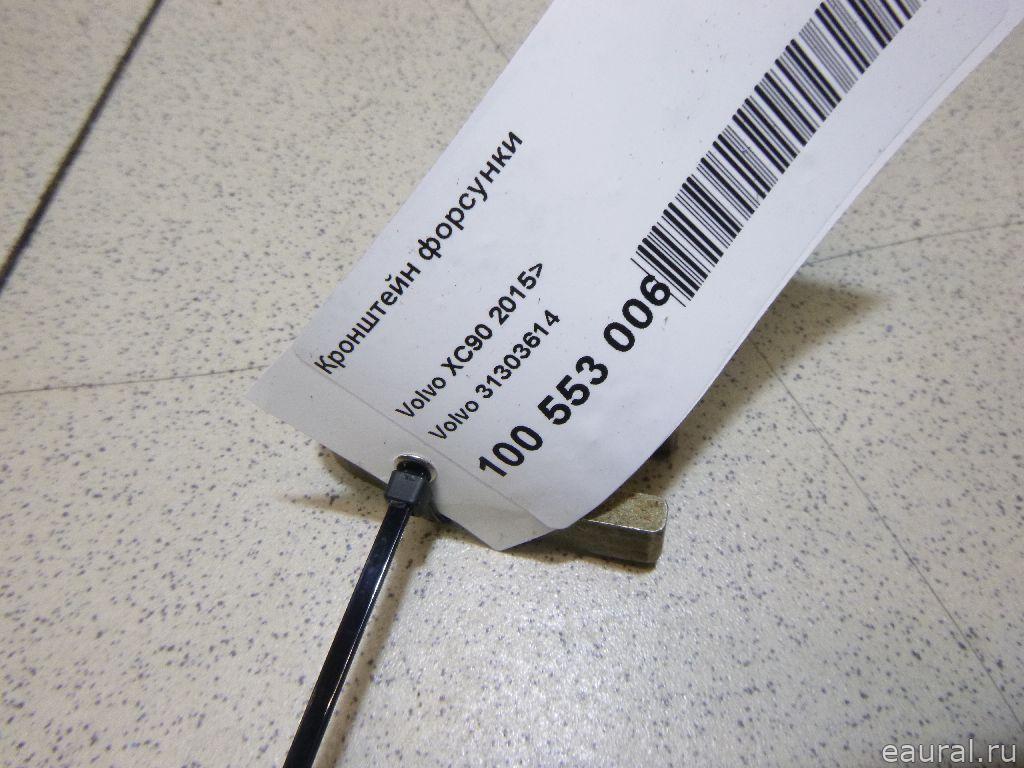 Кронштейн форсунки
Volvo XC90 2015>
Volvo 31303614
100 553 006
eaural.ru